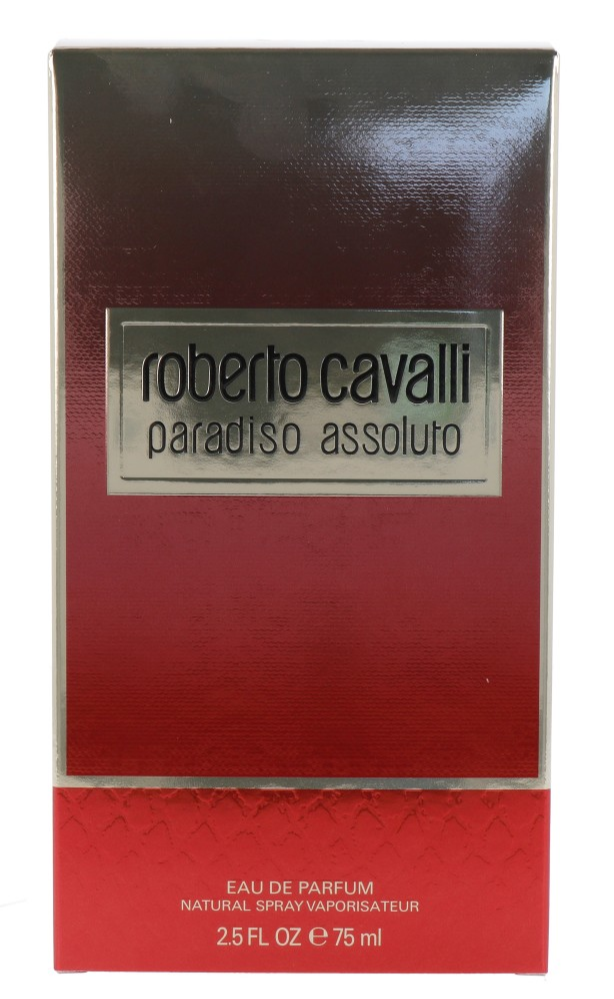 roberto cavalli
paradiso assoluto
EAU DE PARFUM
NATURAL SPRAY VAPORISATEUR
2.5 FL OZ ℮ 75 ml